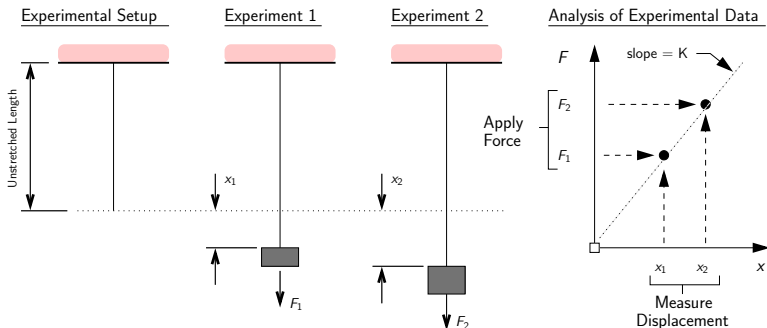 Experimental Setup
Experiment 1
Experiment 2
Analysis of Experimental Data
Unstretched Length
x₁
F₁
x₂
F₂
F
slope = K
Apply
Force
F₂
F₁
x₁
x₂
x
Measure
Displacement